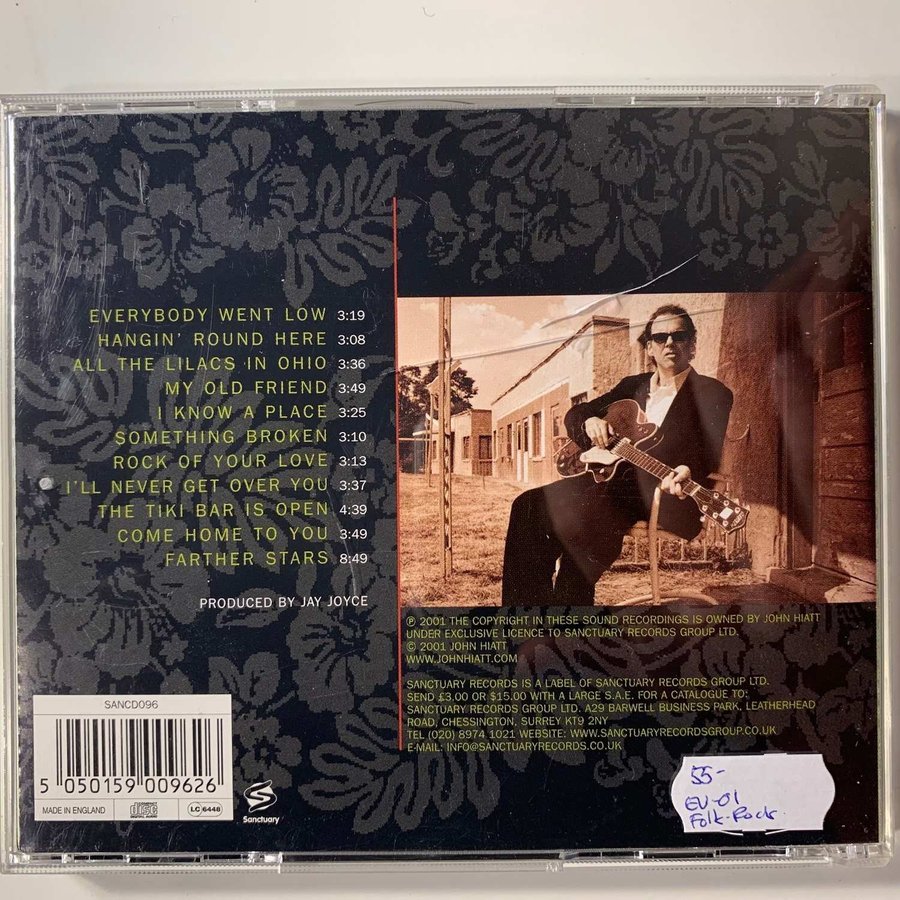 EVERYBODY WENT LOW 3:19
HANGIN' ROUND HERE 3:08
ALL THE LILACS IN OHIO 3:36
MY OLD FRIEND 3:49
I KNOW A PLACE 3:25
SOMETHING BROKEN 3:10
ROCK OF YOUR LOVE 3:13
I'LL NEVER GET OVER YOU 3:37
THE TIKI BAR IS OPEN 4:39
COME HOME TO YOU 3:49
FARTHER STARS 8:49
PRODUCED BY JAY JOYCE
℗ 2001 THE COPYRIGHT IN THESE SOUND RECORDINGS IS OWNED BY JOHN HIATT
UNDER EXCLUSIVE LICENCE TO SANCTUARY RECORDS GROUP LTD.
© 2001 JOHN HIATT
WWW.JOHNHIATT.COM
SANCTUARY RECORDS IS A LABEL OF SANCTUARY RECORDS GROUP LTD.
SEND £3.00 OR $15.00 WITH A LARGE S.A.E. FOR A CATALOGUE TO:
SANCTUARY RECORDS GROUP LTD. A29 BARWELL BUSINESS PARK, LEATHERHEAD
ROAD, CHESSINGTON, SURREY KT9 2NY
TEL (020) 8974 1021 WEBSITE: WWW.SANCTUARYRECORDSGROUP.CO.UK
E-MAIL: INFO@SANCTUARYRECORDS.CO.UK
SANCD096
5 050159 009626
MADE IN ENGLAND
COMPACT disc DIGITAL AUDIO
LC 6448
Sanctuary
55-
EU-01
Folk-Rock